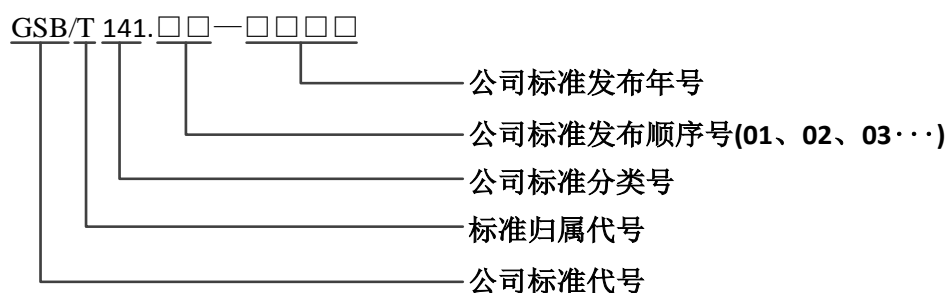 GSB/T 141.□□—□□□□
公司标准发布年号
公司标准发布顺序号(01、02、03···)
公司标准分类号
标准归属代号
公司标准代号